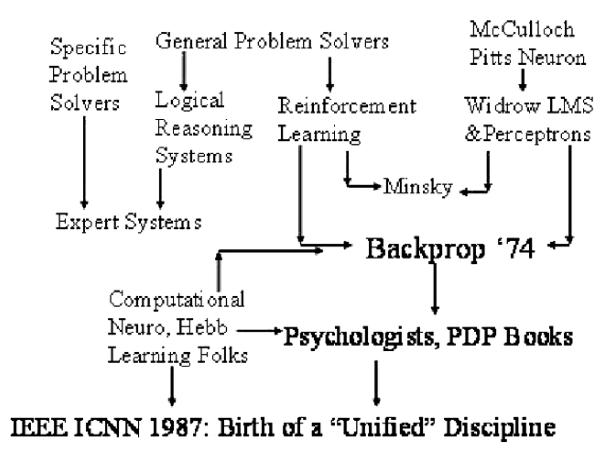 Specific
Problem
Solvers
General Problem Solvers
McCulloch
Pitts Neuron
Logical
Reasoning
Systems
Reinforcement
Learning
Widrow LMS
&Perceptrons
Minsky
Expert Systems
Backprop ‘74
Computational
Neuro, Hebb
Learning Folks
Psychologists, PDP Books
IEEE ICNN 1987: Birth of a “Unified” Discipline